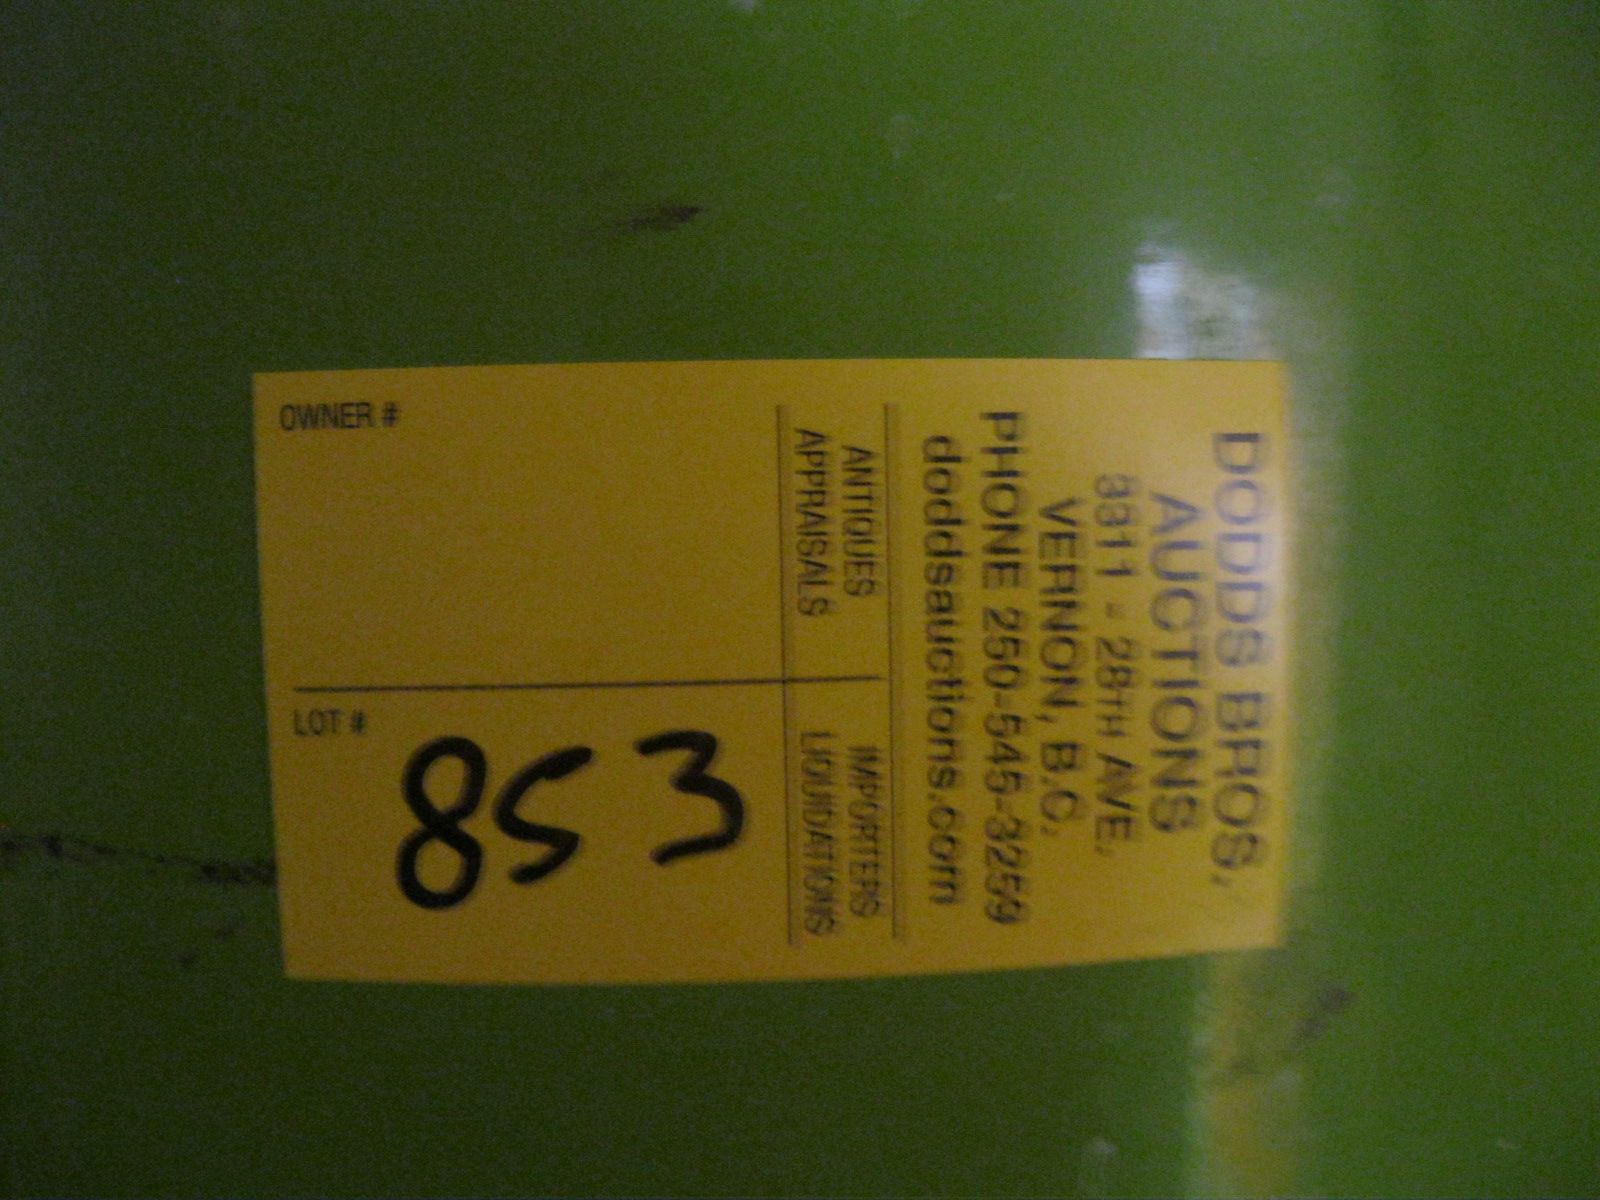 DODDS BROS.
AUCTIONS
3311 - 28TH AVE.
VERNON, B.C.
PHONE 250-545-3259
doddsauctions.com
ANTIQUES
APPRAISALS
IMPORTERS
LIQUIDATIONS
OWNER #
LOT #
853